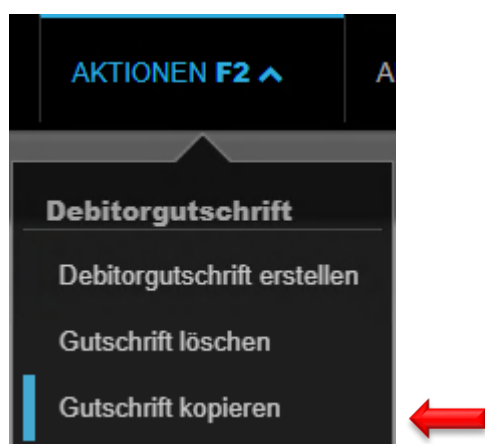 AKTIONEN F2
Debitorgutschrift
Debitorgutschrift erstellen
Gutschrift löschen
Gutschrift kopieren